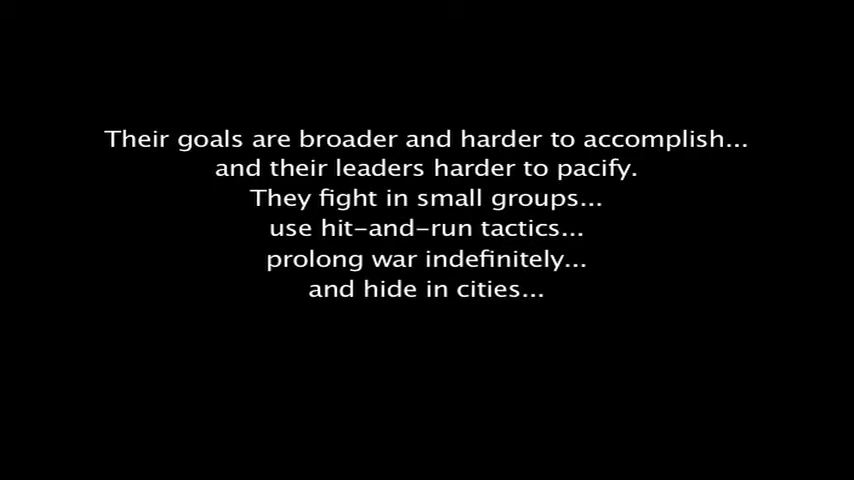 Their goals are broader and harder to accomplish...
and their leaders harder to pacify.
They fight in small groups...
use hit-and-run tactics...
prolong war indefinitely...
and hide in cities...